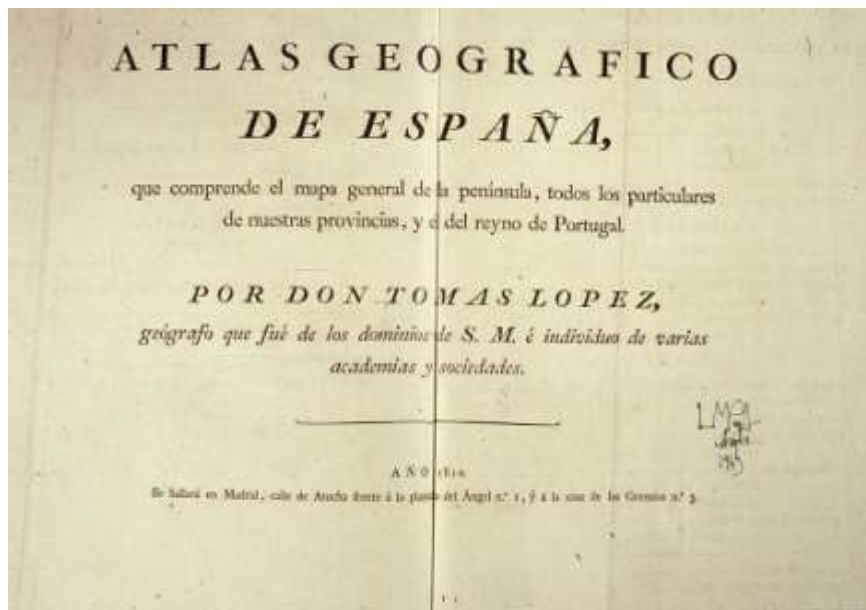 ATLAS GEOGRAFICO
DE ESPAÑA,
que comprende el mapa general de la península, todos los particulares
de nuestras provincias, y el del reyno de Portugal.
POR DON TOMAS LOPEZ,
geógrafo que fué de los dominios de S. M. é individuo de varias
academias y sociedades.
AÑO 1810
Se hallará en Madrid, calle de Atocha frente á la plazuela del Ángel n.º 1, y á la casa de los Gremios n.º 3.